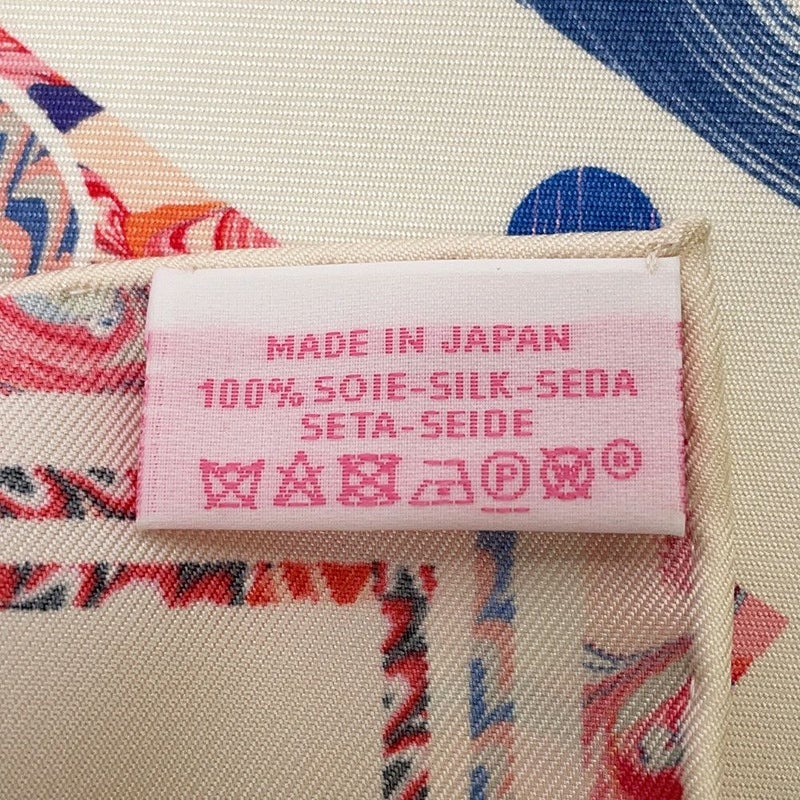 MADE IN JAPAN
100% SOIE-SILK-SEDA
SETA-SEIDE
P W ®